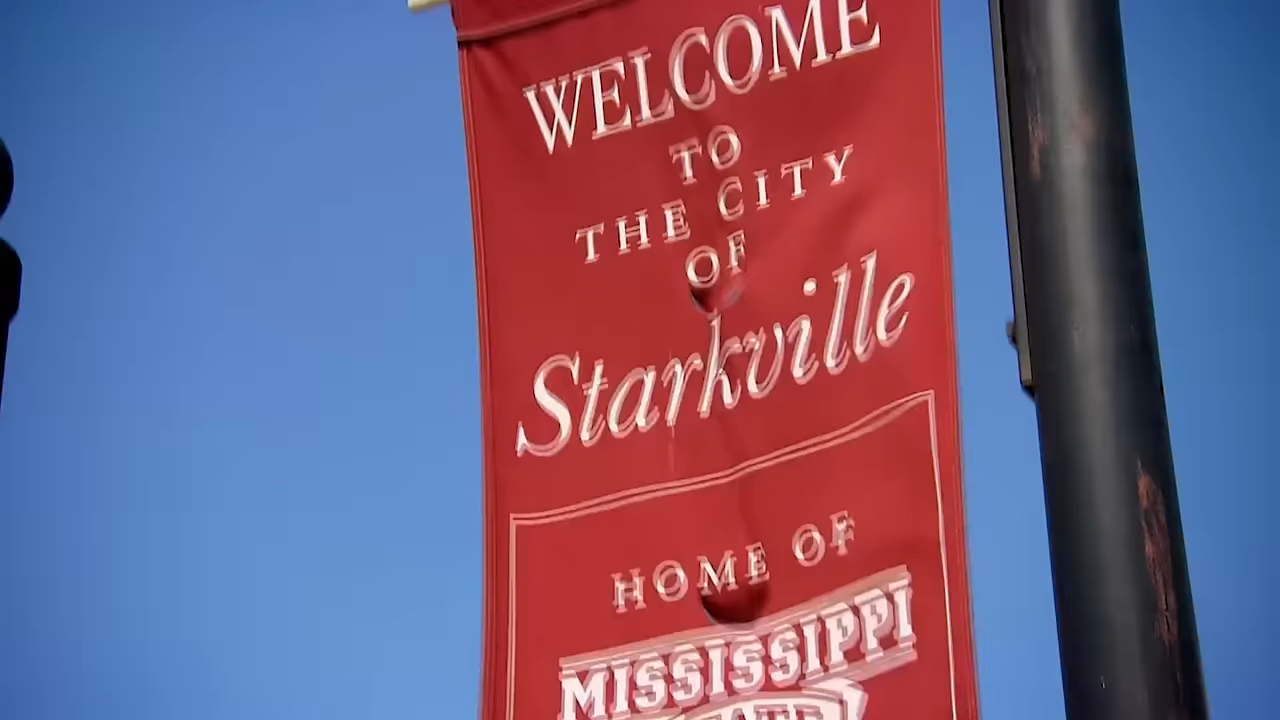 WELCOME
TO
THE CITY
OF
Starkville
HOME OF
MISSISSIPPI